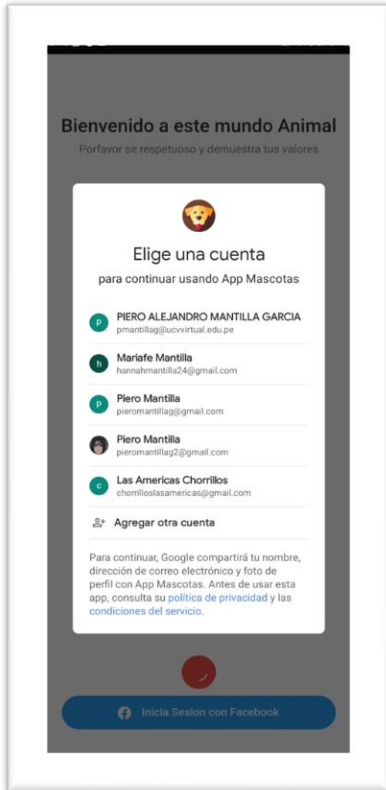 Bienvenido a este mundo Animal
Porfavor se respetuoso y demuestra tus valores
Elige una cuenta
para continuar usando App Mascotas
P
PIERO ALEJANDRO MANTILLA GARCIA
pmantillag@ucvvirtual.edu.pe
h
Mariafe Mantilla
hannahmantilla24@gmail.com
P
Piero Mantilla
pieromantillag@gmail.com
Piero Mantilla
pieromantillag2@gmail.com
c
Las Americas Chorrillos
chorrilloslasamericas@gmail.com
Agregar otra cuenta
Para continuar, Google compartirá tu nombre,
dirección de correo electrónico y foto de
perfil con App Mascotas. Antes de usar esta
app, consulta su política de privacidad y las
condiciones del servicio.
Inicia Sesion con Facebook